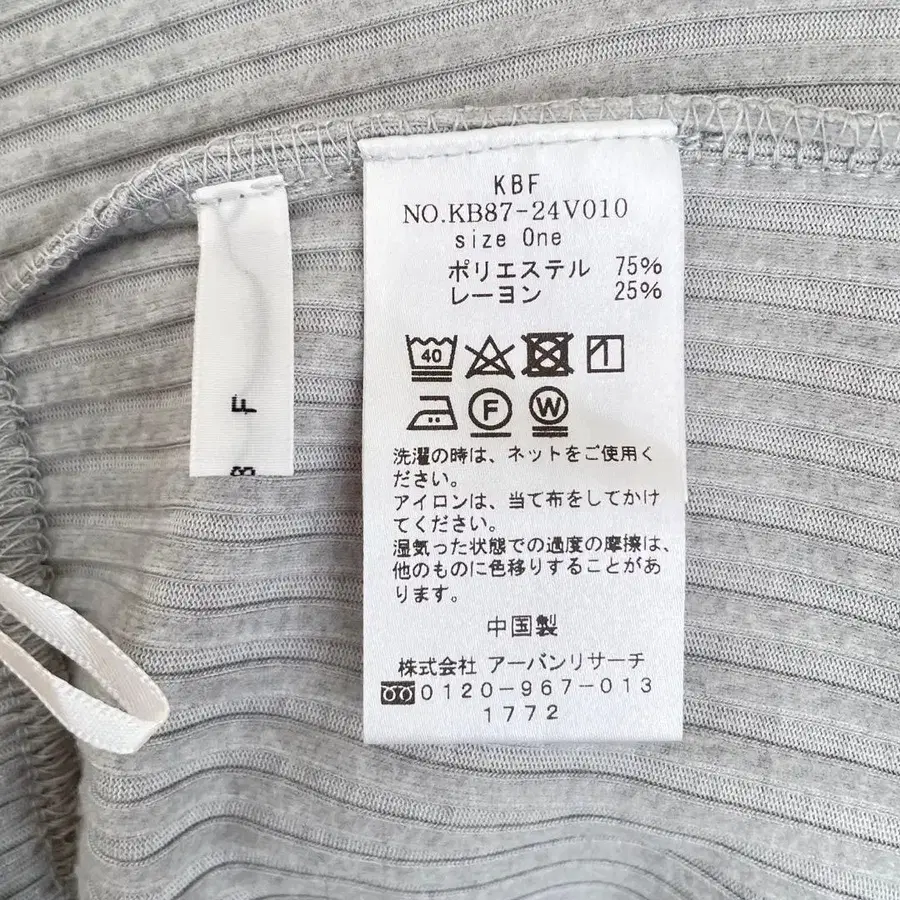 KBF
NO.KB87-24V010
size One
ポリエステル 75%
レーヨン 25%
40
F
W
洗濯の時は、ネットをご使用く
ださい。
アイロンは、当て布をしてかけ
てください。
湿気った状態での過度の摩擦は、
他のものに色移りすることがあ
ります。
中国製
株式会社 アーバンリサーチ
0120-967-013
1772
B F